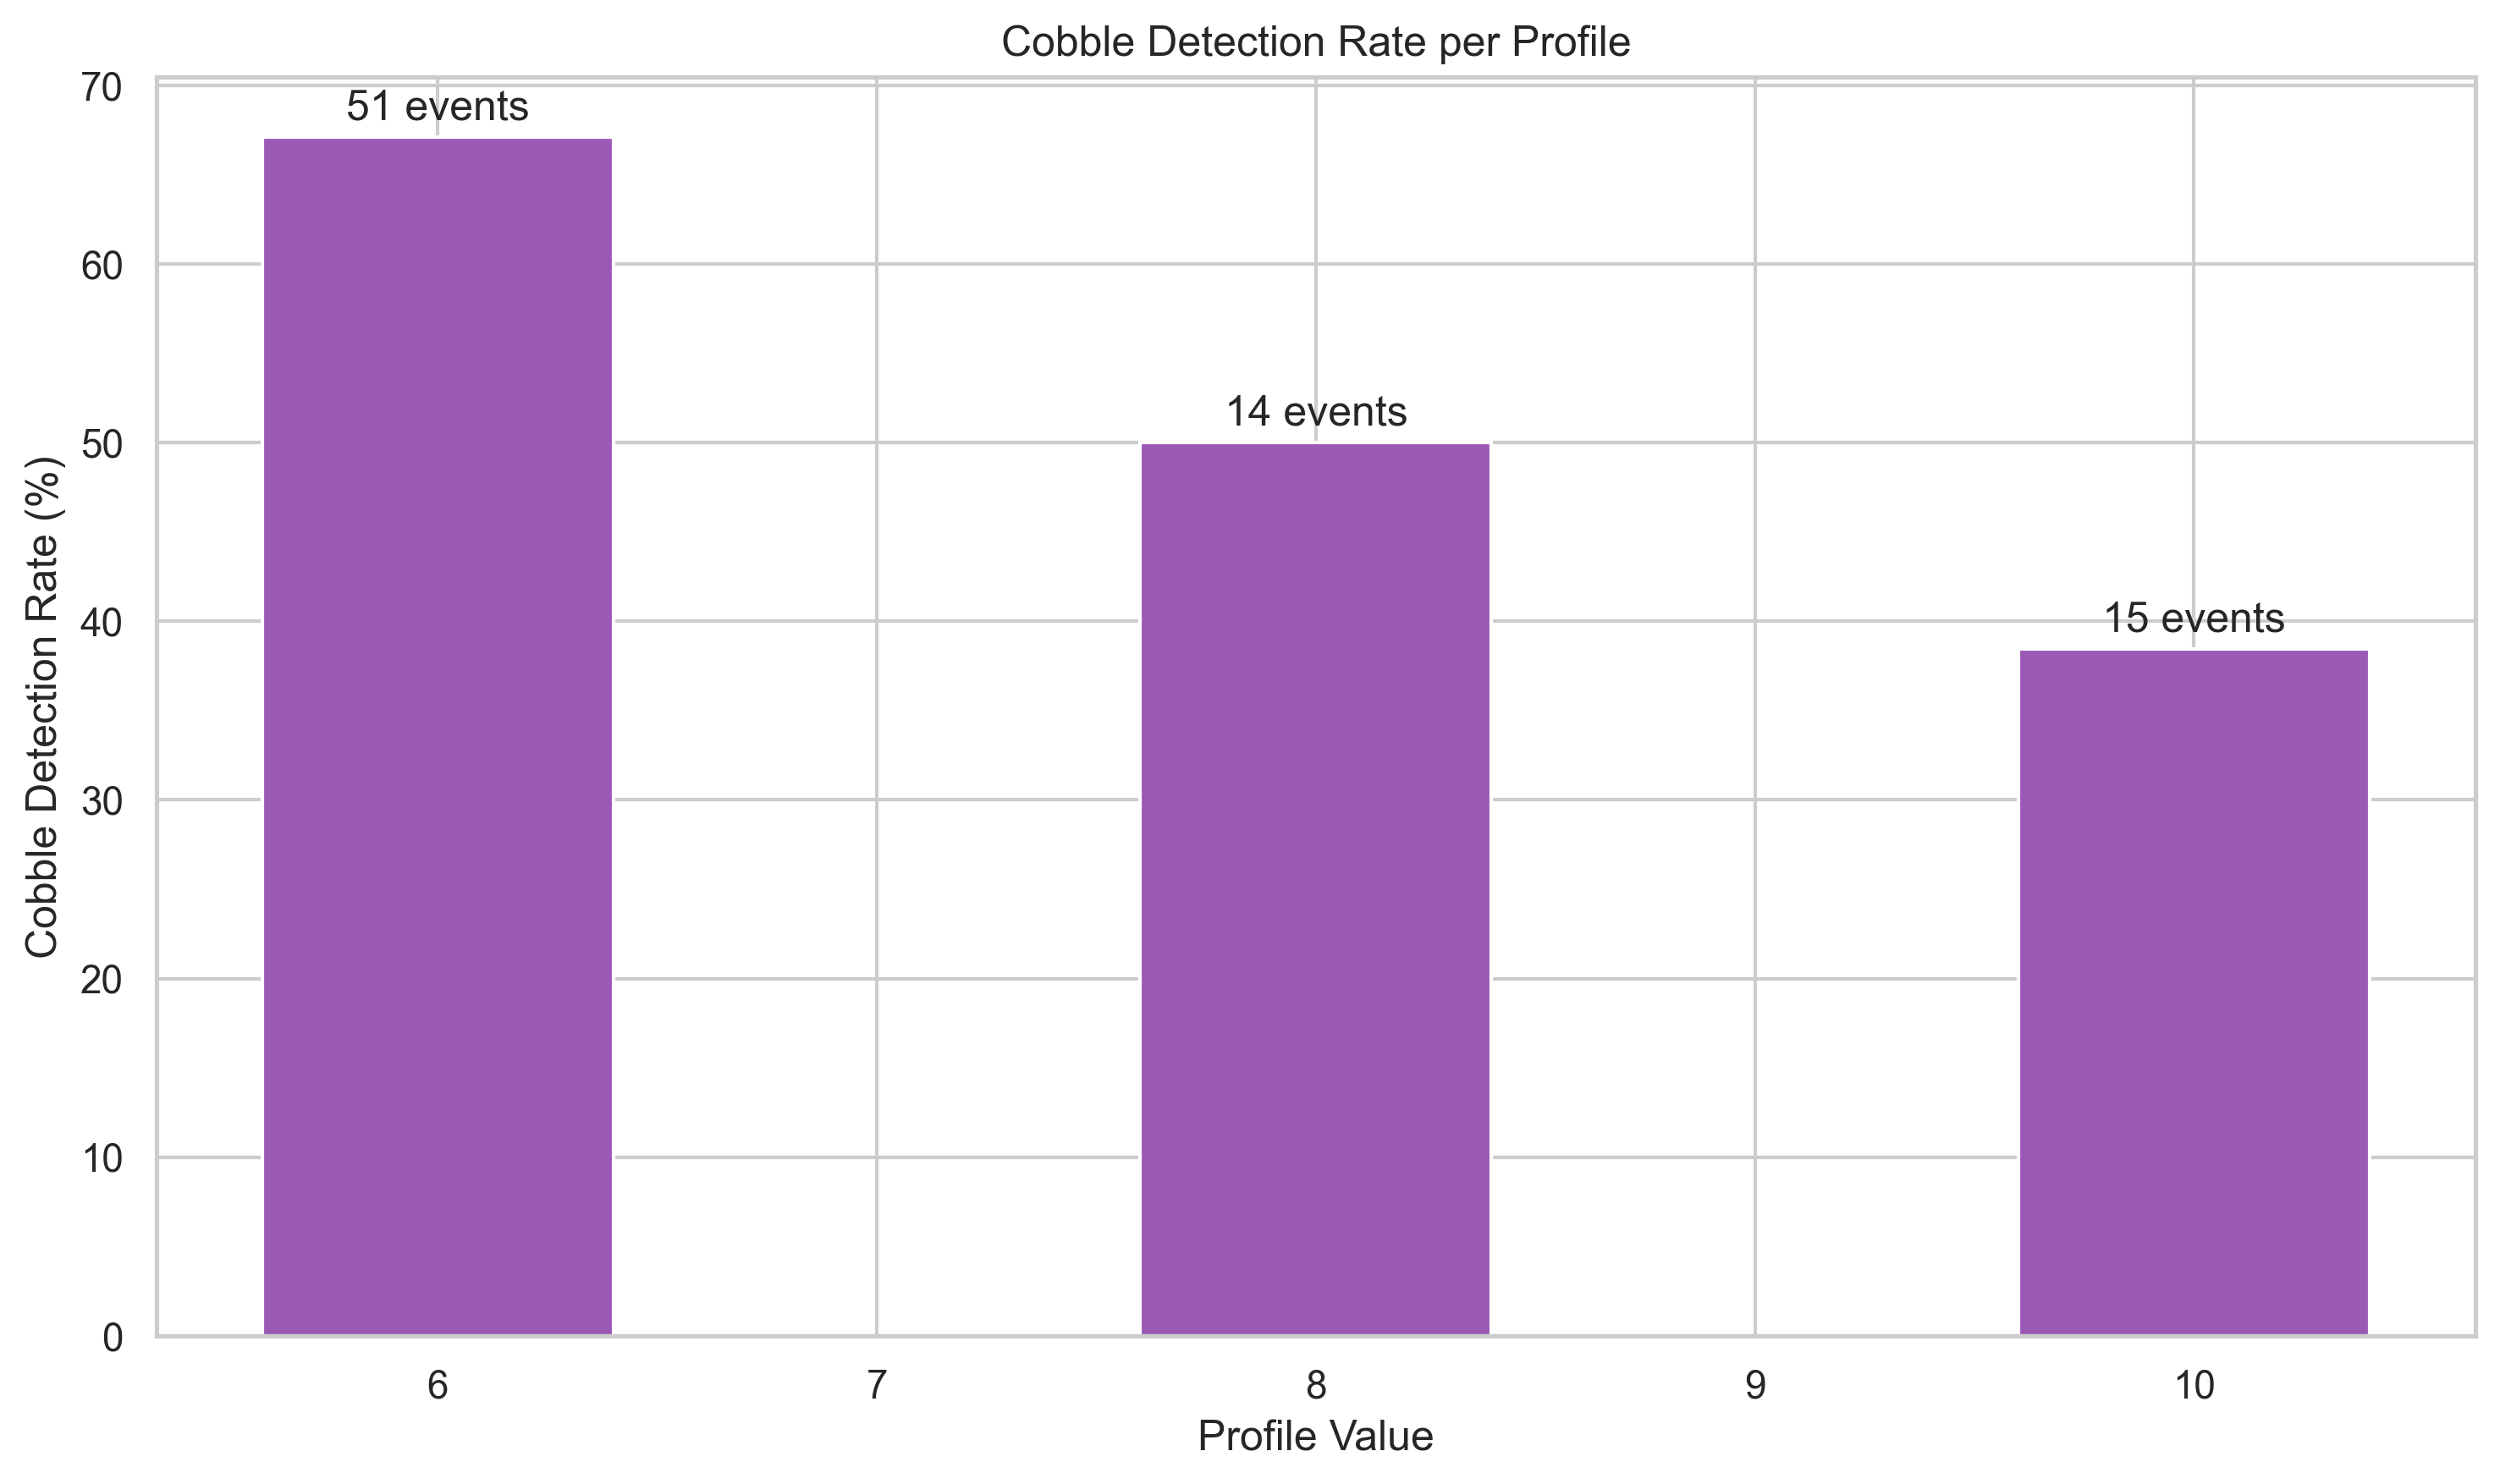 Cobble Detection Rate per Profile
70
60
50
40
30
20
10
0
Cobble Detection Rate (%)
51 events
14 events
15 events
6
7
8
9
10
Profile Value